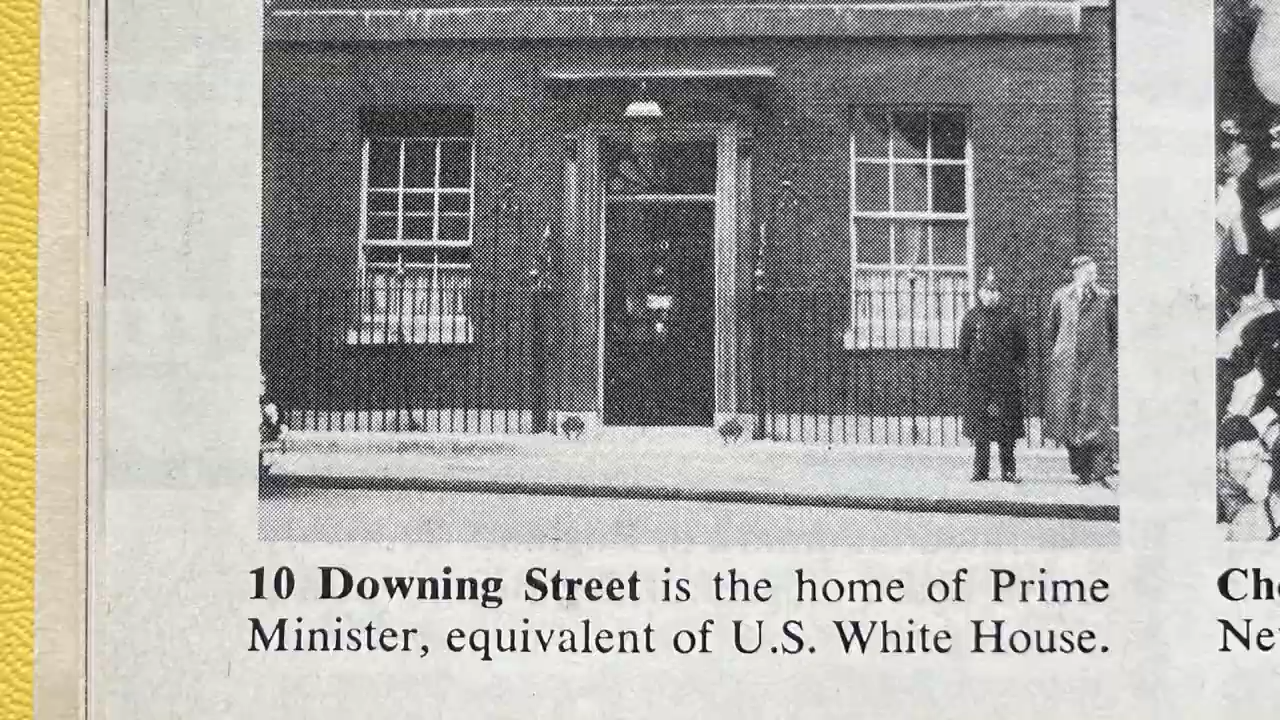 10 Downing Street is the home of Prime
Minister, equivalent of U.S. White House.